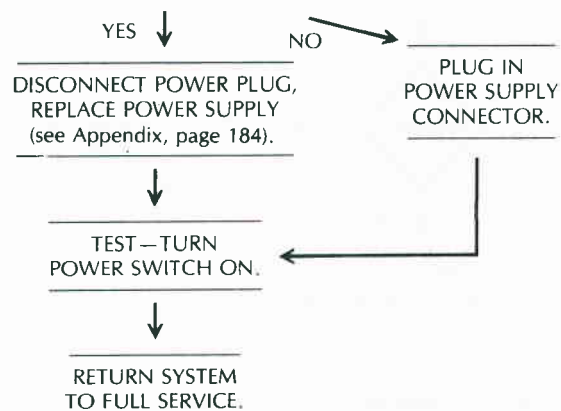 YES
NO
DISCONNECT POWER PLUG,
REPLACE POWER SUPPLY
(see Appendix, page 184).
PLUG IN
POWER SUPPLY
CONNECTOR.
TEST—TURN
POWER SWITCH ON.
RETURN SYSTEM
TO FULL SERVICE.